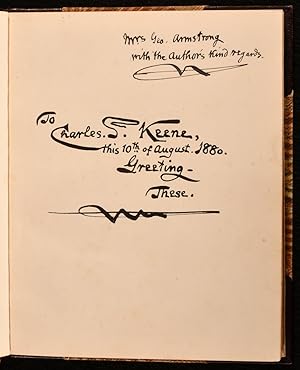 Mrs Geo. Armstrong
with the Author's Kind regards.
To
Charles. S. Keene,
this 10th of August. 1880.
Greeting -
These.